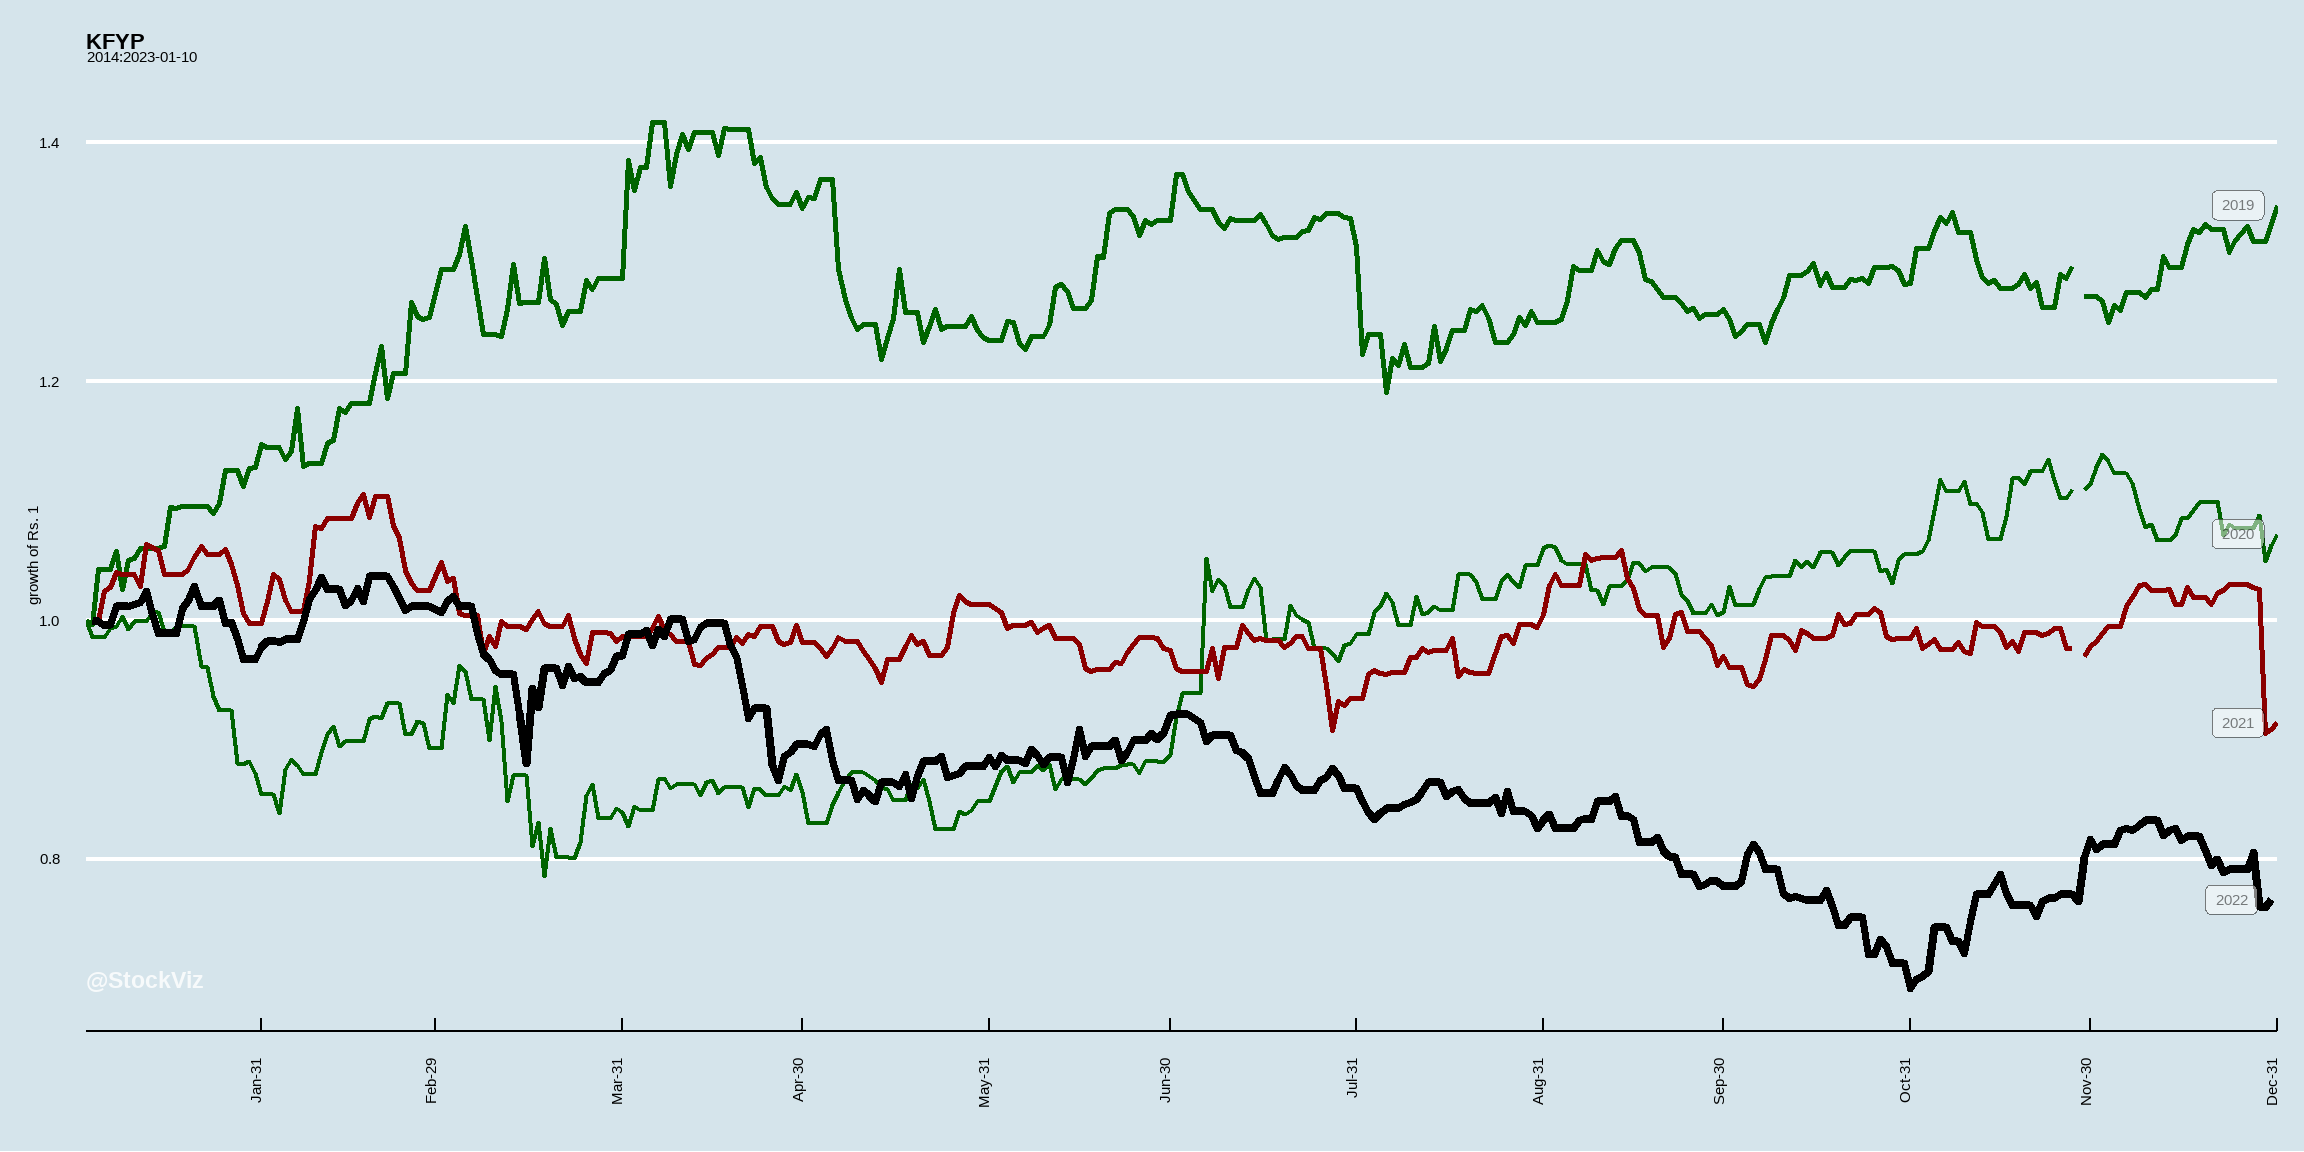 KFYP
2014:2023-01-10
1.4
1.2
1.0
0.8
growth of Rs. 1
2019
2020
2021
2022
@StockViz
Jan-31
Feb-29
Mar-31
Apr-30
May-31
Jun-30
Jul-31
Aug-31
Sep-30
Oct-31
Nov-30
Dec-31